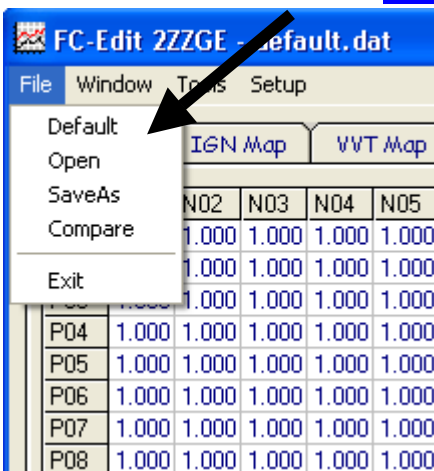 FC-Edit 2ZZGE - default.dat
File Window Tools Setup
Default
Open
SaveAs
Compare
Exit
IGN Map VVT Map
N02 N03 N04 N05
1.000 1.000 1.000 1.000
1.000 1.000 1.000 1.000
P03 1.000 1.000 1.000 1.000 1.000
P04 1.000 1.000 1.000 1.000 1.000
P05 1.000 1.000 1.000 1.000 1.000
P06 1.000 1.000 1.000 1.000 1.000
P07 1.000 1.000 1.000 1.000 1.000
P08 1.000 1.000 1.000 1.000 1.000